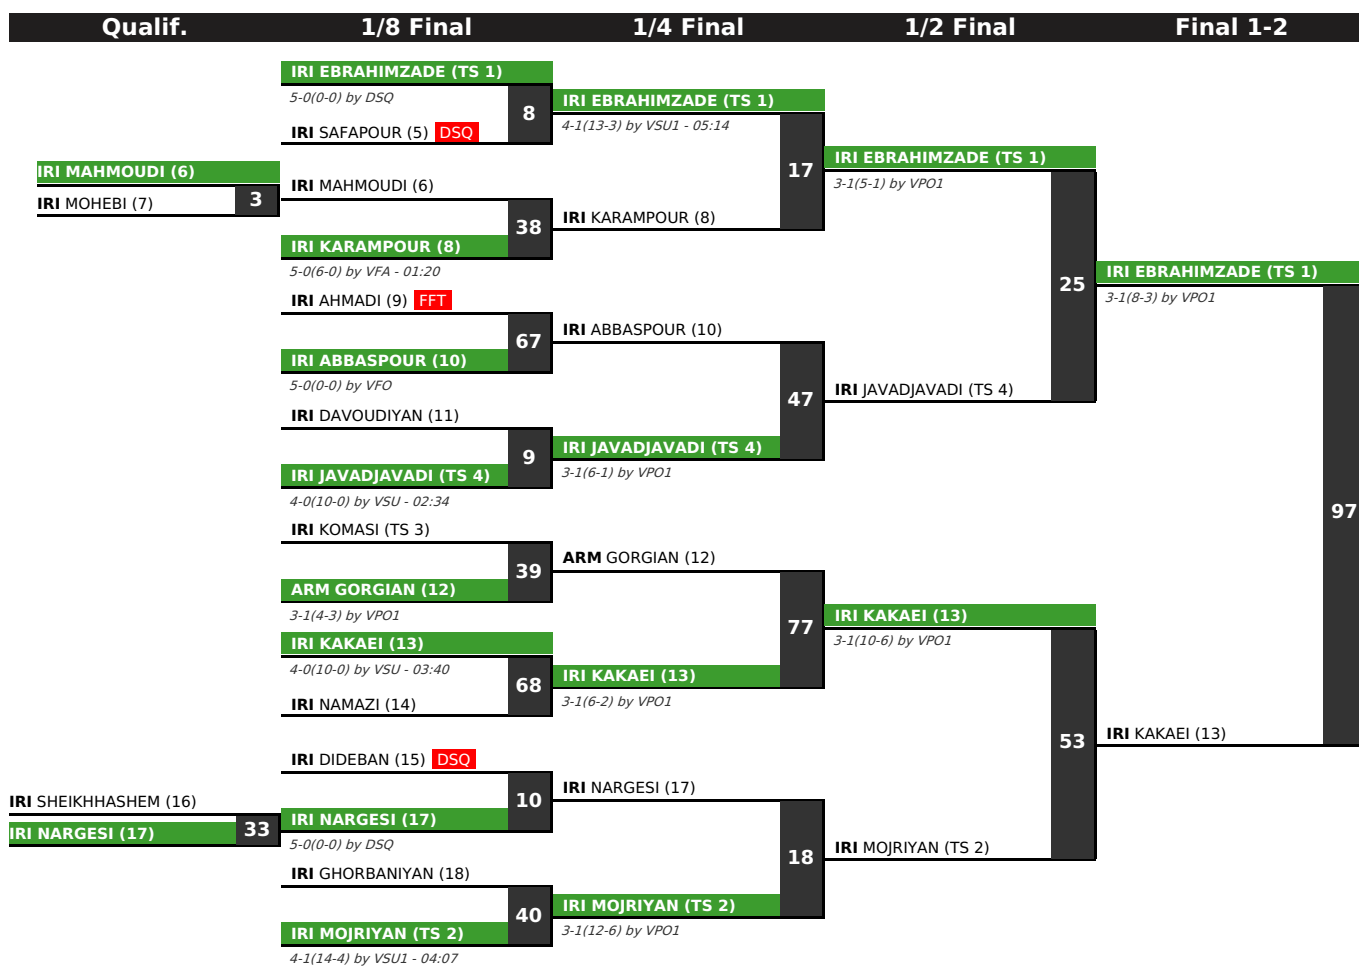 Qualif.
1/8 Final
1/4 Final
1/2 Final
Final 1-2
IRI MAHMOUDI (6)
IRI MOHEBI (7)
3
IRI SHEIKHHASHEM (16)
IRI NARGESI (17)
33
IRI EBRAHIMZADE (TS 1)
5-0(0-0) by DSQ
IRI SAFAPOUR (5) DSQ
8
IRI MAHMOUDI (6)
38
IRI KARAMPOUR (8)
5-0(6-0) by VFA - 01:20
IRI AHMADI (9) FFT
67
IRI ABBASPOUR (10)
5-0(0-0) by VFO
IRI DAVOUDIYAN (11)
9
IRI JAVADJAVADI (TS 4)
4-0(10-0) by VSU - 02:34
IRI KOMASI (TS 3)
39
ARM GORGIAN (12)
3-1(4-3) by VPO1
IRI KAKAEI (13)
4-0(10-0) by VSU - 03:40
68
IRI NAMAZI (14)
IRI DIDEBAN (15) DSQ
10
IRI NARGESI (17)
5-0(0-0) by DSQ
IRI GHORBANIYAN (18)
40
IRI MOJRIYAN (TS 2)
4-1(14-4) by VSU1 - 04:07
IRI EBRAHIMZADE (TS 1)
4-1(13-3) by VSU1 - 05:14
17
IRI KARAMPOUR (8)
IRI ABBASPOUR (10)
47
IRI JAVADJAVADI (TS 4)
3-1(6-1) by VPO1
ARM GORGIAN (12)
77
IRI KAKAEI (13)
3-1(6-2) by VPO1
IRI NARGESI (17)
18
IRI MOJRIYAN (TS 2)
3-1(12-6) by VPO1
IRI EBRAHIMZADE (TS 1)
3-1(5-1) by VPO1
25
IRI JAVADJAVADI (TS 4)
IRI KAKAEI (13)
3-1(10-6) by VPO1
53
IRI MOJRIYAN (TS 2)
IRI EBRAHIMZADE (TS 1)
3-1(8-3) by VPO1
97
IRI KAKAEI (13)